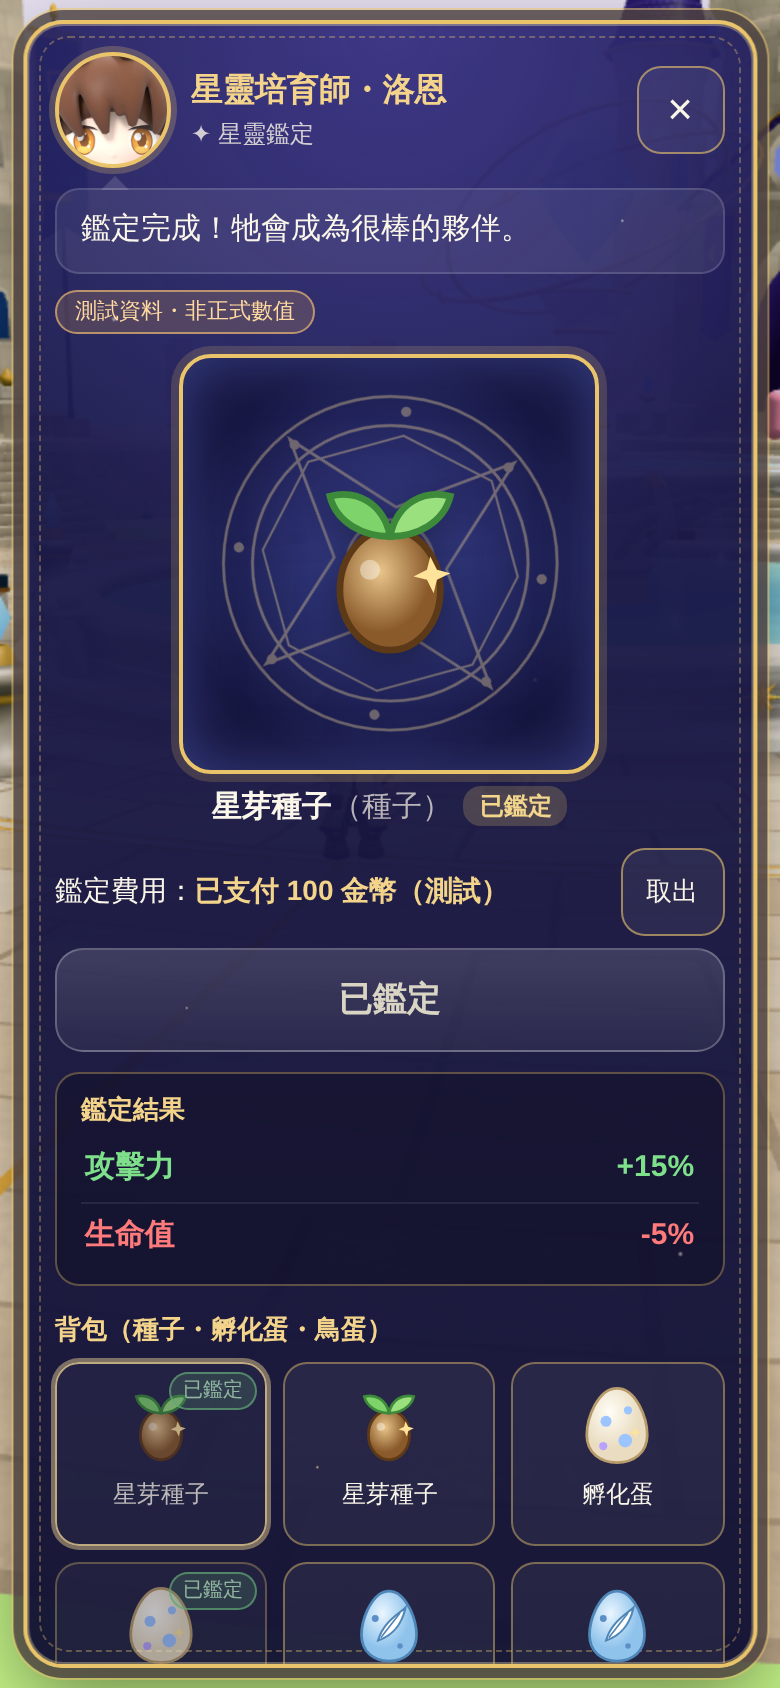 星靈培育師・洛恩
✦ 星靈鑑定
✕
鑑定完成！牠會成為很棒的夥伴。
測試資料・非正式數值
星芽種子（種子） 已鑑定
鑑定費用：已支付 100 金幣（測試） 取出
已鑑定
鑑定結果
攻擊力 +15%
生命值 -5%
背包（種子・孵化蛋・鳥蛋）
已鑑定
星芽種子 星芽種子 孵化蛋
已鑑定